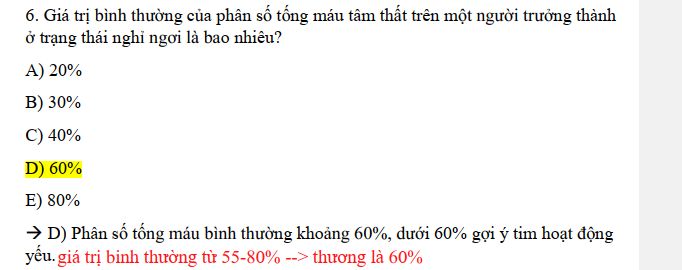 6. Giá trị bình thường của phân số tống máu tâm thất trên một người trưởng thành
ở trạng thái nghỉ ngơi là bao nhiêu?
A) 20%
B) 30%
C) 40%
D) 60%
E) 80%
→ D) Phân số tống máu bình thường khoảng 60%, dưới 60% gợi ý tim hoạt động
yếu. giá trị binh thường từ 55-80% --> thương là 60%